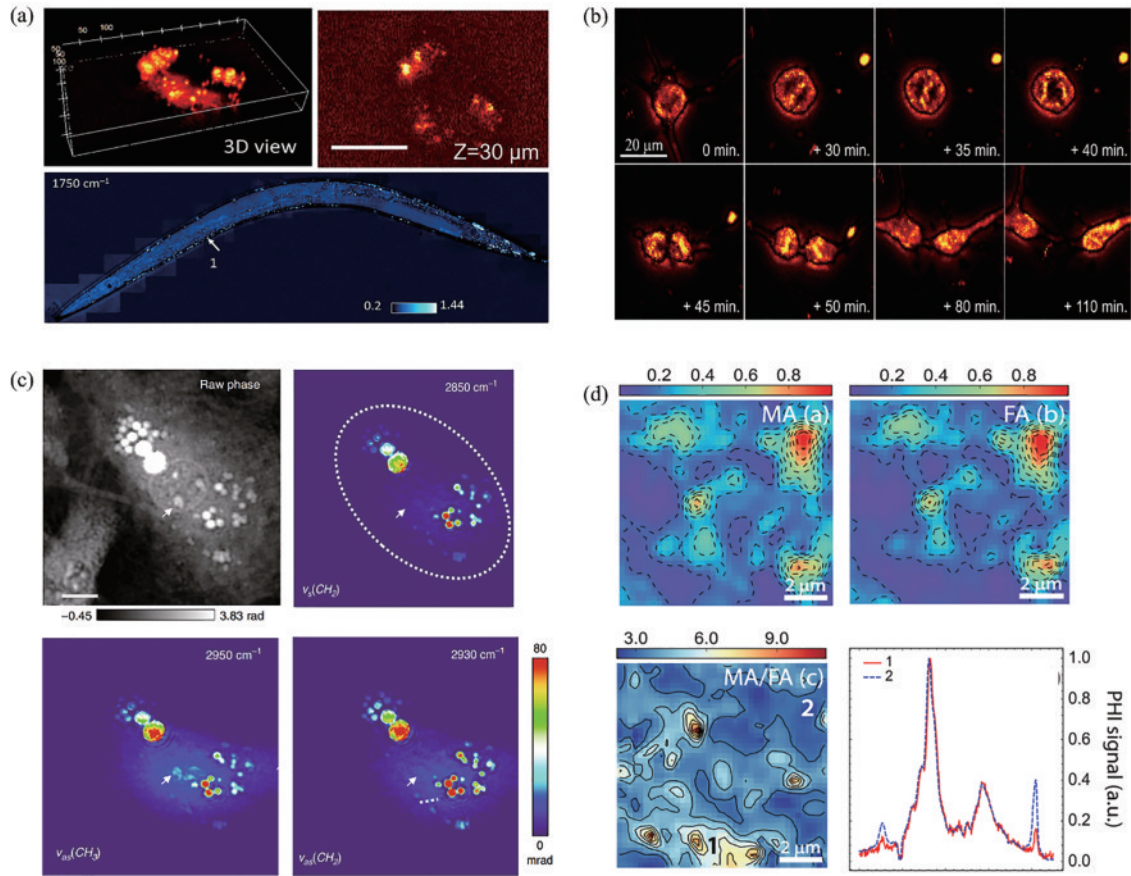 (a)
50 100
50
100
3D view
Z=30 μm
1750 cm⁻¹
1
0.2 1.44
(b)
20 μm
0 min.
+ 30 min.
+ 35 min.
+ 40 min.
+ 45 min.
+ 50 min.
+ 80 min.
+ 110 min.
(c)
Raw phase
−0.45 3.83 rad
2850 cm⁻¹
νs(CH2)
2950 cm⁻¹
νas(CH3)
2930 cm⁻¹
νas(CH2)
80
0
mrad
(d)
0.2 0.4 0.6 0.8
MA (a)
2 μm
0.2 0.4 0.6 0.8
FA (b)
2 μm
3.0 6.0 9.0
MA/FA (c)
2
1
2 μm
1
2
1.0
0.8
0.6
0.4
0.2
0.0
PHI signal (a.u.)